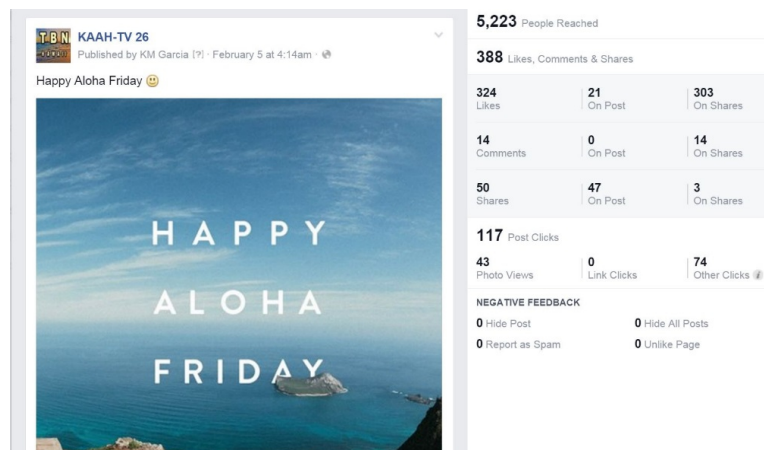 TBN
KAAH-TV 26
Published by KM Garcia [?] · February 5 at 4:14am ·
Happy Aloha Friday
HAPPY
ALOHA
FRIDAY
5,223 People Reached
388 Likes, Comments & Shares
324 21 303
Likes On Post On Shares
14 0 14
Comments On Post On Shares
50 47 3
Shares On Post On Shares
117 Post Clicks
43 0 74
Photo Views Link Clicks Other Clicks i
NEGATIVE FEEDBACK
0 Hide Post 0 Hide All Posts
0 Report as Spam 0 Unlike Page